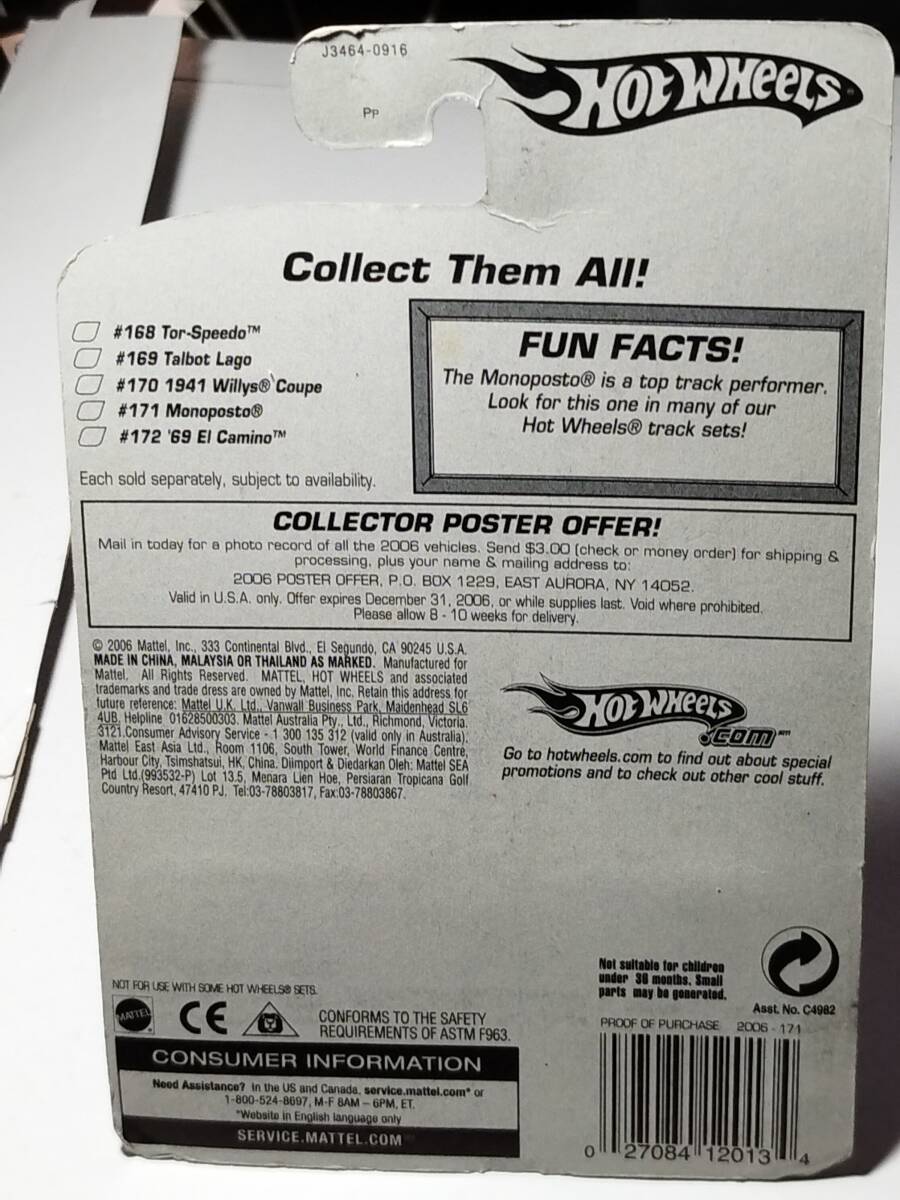 J3464-0916
PP
HOT WHEELS
Collect Them All!
#168 Tor-Speedo™
#169 Talbot Lago
#170 1941 Willys® Coupe
#171 Monoposto®
#172 '69 El Camino™
Each sold separately, subject to availability.
FUN FACTS!
The Monoposto® is a top track performer.
Look for this one in many of our
Hot Wheels® track sets!
COLLECTOR POSTER OFFER!
Mail in today for a photo record of all the 2006 vehicles. Send $3.00 (check or money order) for shipping &
processing, plus your name & mailing address to:
2006 POSTER OFFER, P.O. BOX 1229, EAST AURORA, NY 14052.
Valid in U.S.A. only. Offer expires December 31, 2006, or while supplies last. Void where prohibited.
Please allow 8 - 10 weeks for delivery.
© 2006 Mattel, Inc., 333 Continental Blvd., El Segundo, CA 90245 U.S.A.
MADE IN CHINA, MALAYSIA OR THAILAND AS MARKED. Manufactured for
Mattel. All Rights Reserved. MATTEL, HOT WHEELS and associated
trademarks and trade dress are owned by Mattel, Inc. Retain this address for
future reference: Mattel U.K. Ltd., Vanwall Business Park, Maidenhead SL6
4UB. Helpline 01628500303. Mattel Australia Pty., Ltd., Richmond, Victoria.
3121.Consumer Advisory Service - 1 300 135 312 (valid only in Australia).
Mattel East Asia Ltd., Room 1106, South Tower, World Finance Centre,
Harbour City, Tsimshatsui, HK, China. Diimport & Diedarkan Oleh: Mattel SEA
Ptd Ltd.(993532-P) Lot 13.5, Menara Lien Hoe, Persiaran Tropicana Golf
Country Resort, 47410 PJ. Tel:03-78803817, Fax:03-78803867.
HOT WHEELS
.com℠
Go to hotwheels.com to find out about special
promotions and to check out other cool stuff.
NOT FOR USE WITH SOME HOT WHEELS® SETS.
MATTEL
CE
CONFORMS TO THE SAFETY
REQUIREMENTS OF ASTM F963.
CONSUMER INFORMATION
Need Assistance? In the US and Canada, service.mattel.com* or
1-800-524-8697, M-F 8AM – 6PM, ET.
*Website in English language only
SERVICE.MATTEL.COM
Not suitable for children
under 36 months. Small
parts may be generated.
Asst. No. C4982
PROOF OF PURCHASE 2006 - 171
0 27084 12013 4